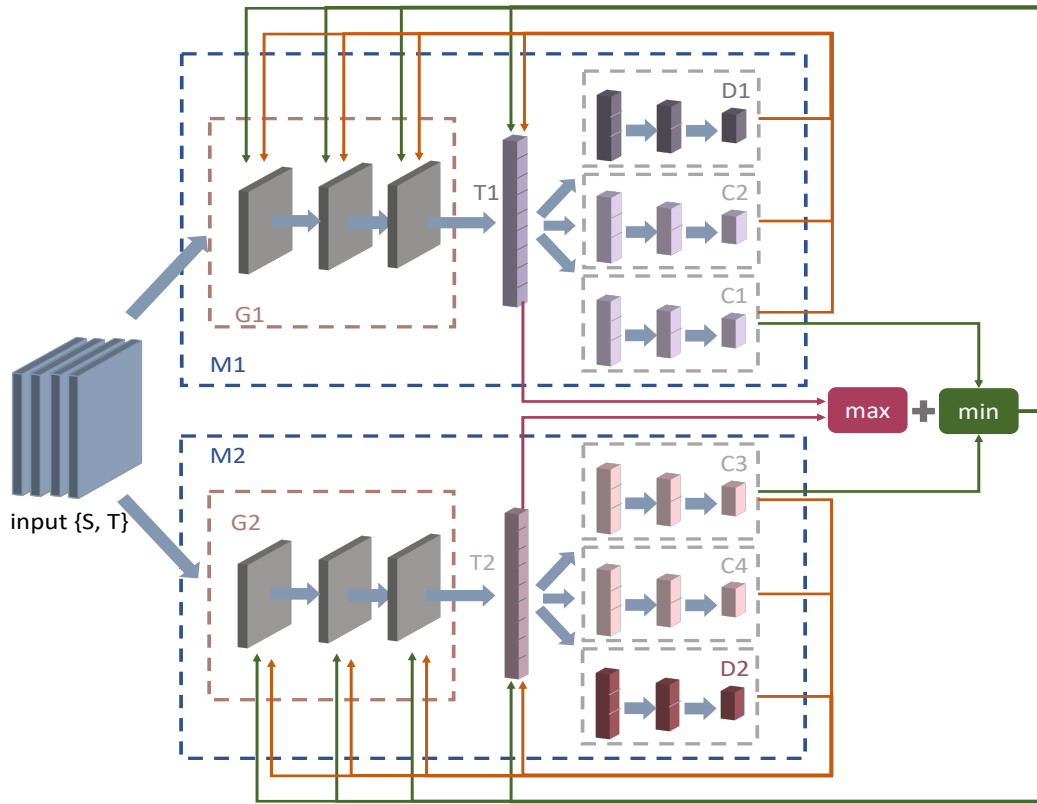 D1
T1
C2
C1
G1
M1
max
+
min
M2
C3
input {S, T}
G2
T2
C4
D2